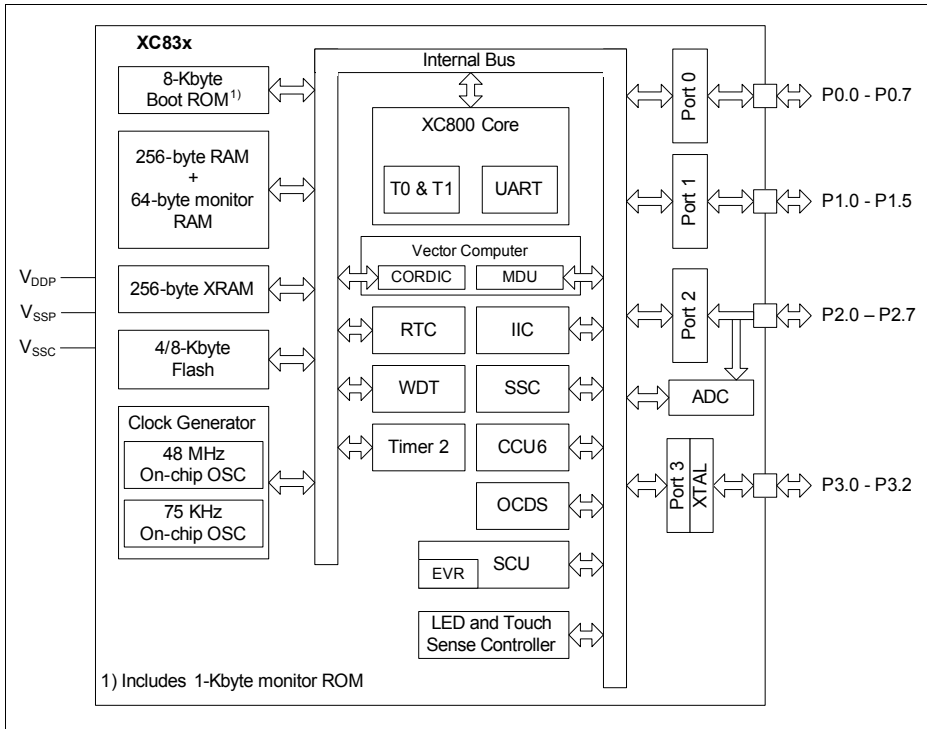 XC83x
Internal Bus
8-Kbyte
Boot ROM1)
256-byte RAM
+
64-byte monitor
RAM
256-byte XRAM
4/8-Kbyte
Flash
Clock Generator
48 MHz
On-chip OSC
75 KHz
On-chip OSC
VDDP
VSSP
VSSC
XC800 Core
T0 & T1
UART
Vector Computer
CORDIC
MDU
RTC
IIC
WDT
SSC
Timer 2
CCU6
OCDS
SCU
EVR
LED and Touch
Sense Controller
Port 0
P0.0 - P0.7
Port 1
P1.0 - P1.5
Port 2
P2.0 – P2.7
ADC
Port 3
XTAL
P3.0 - P3.2
1) Includes 1-Kbyte monitor ROM